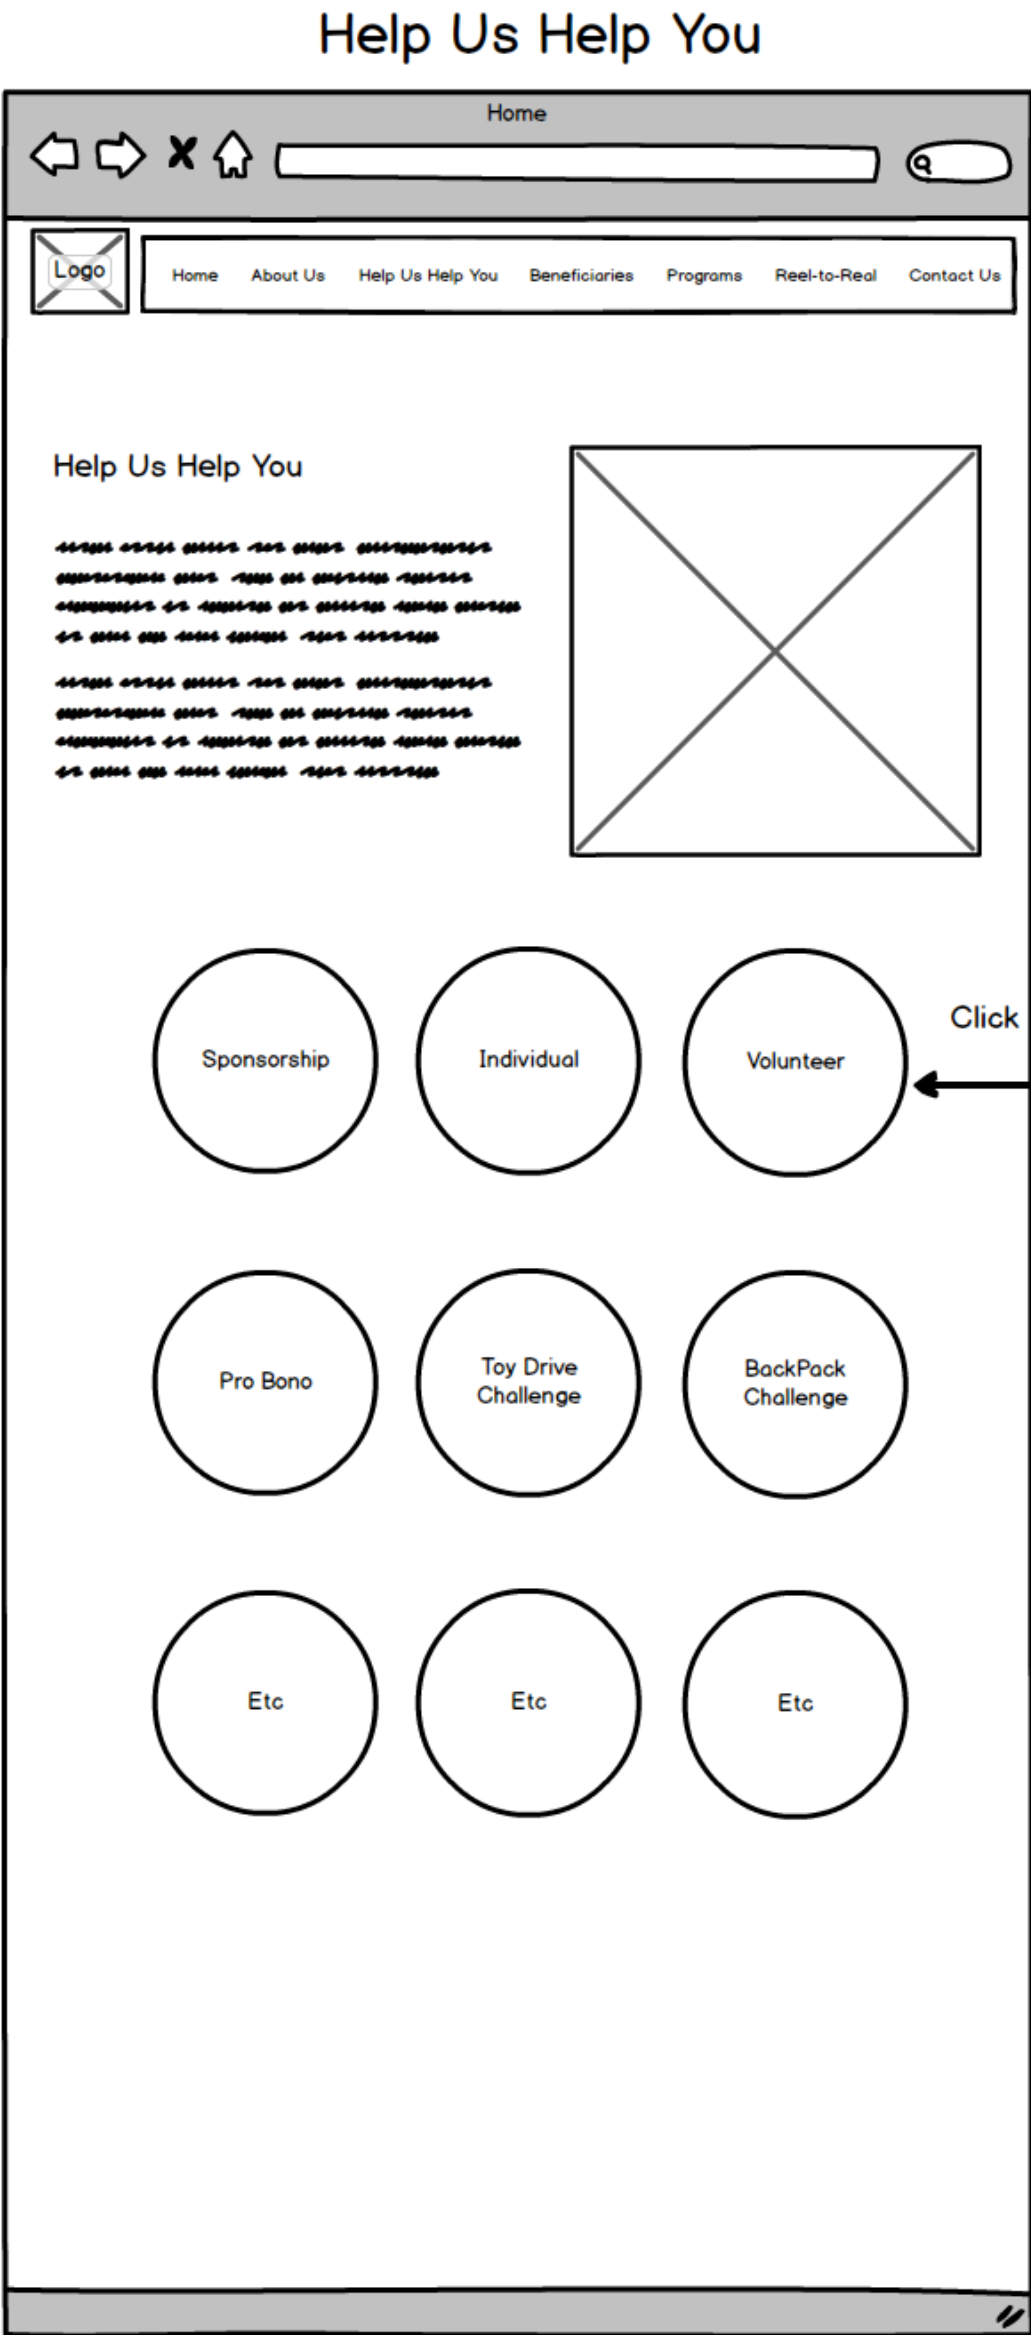 Help Us Help You
Home
Logo
Home About Us Help Us Help You Beneficiaries Programs Reel-to-Real Contact Us
Help Us Help You
Click
Sponsorship Individual Volunteer
Pro Bono
Toy Drive
Challenge
BackPack
Challenge
Etc Etc Etc